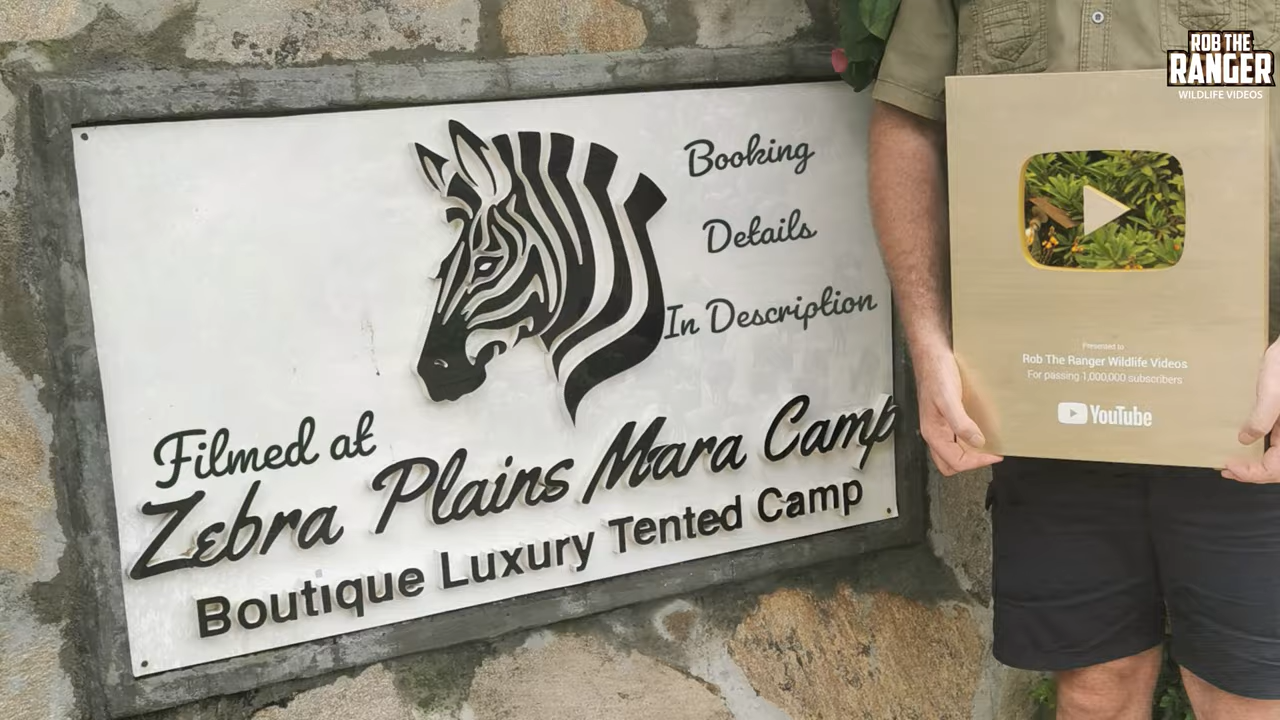 Booking
Details
In Description
Filmed at
Zebra Plains Mara Camp
Boutique Luxury Tented Camp
ROB THE
RANGER
WILDLIFE VIDEOS
Presented to
Rob The Ranger Wildlife Videos
For passing 1,000,000 subscribers
YouTube